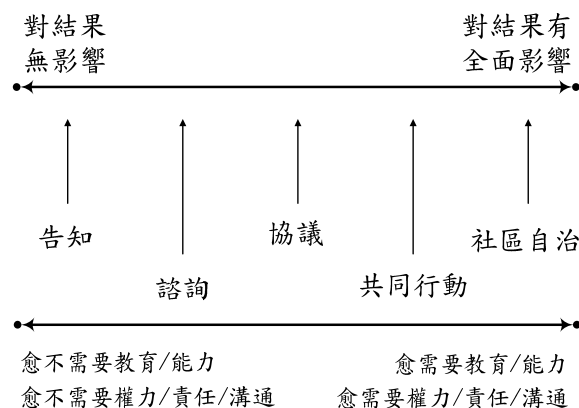 對結果
無影響
對結果有
全面影響
告知
諮詢
協議
共同行動
社區自治
愈不需要教育/能力
愈不需要權力/責任/溝通
愈需要教育/能力
愈需要權力/責任/溝通